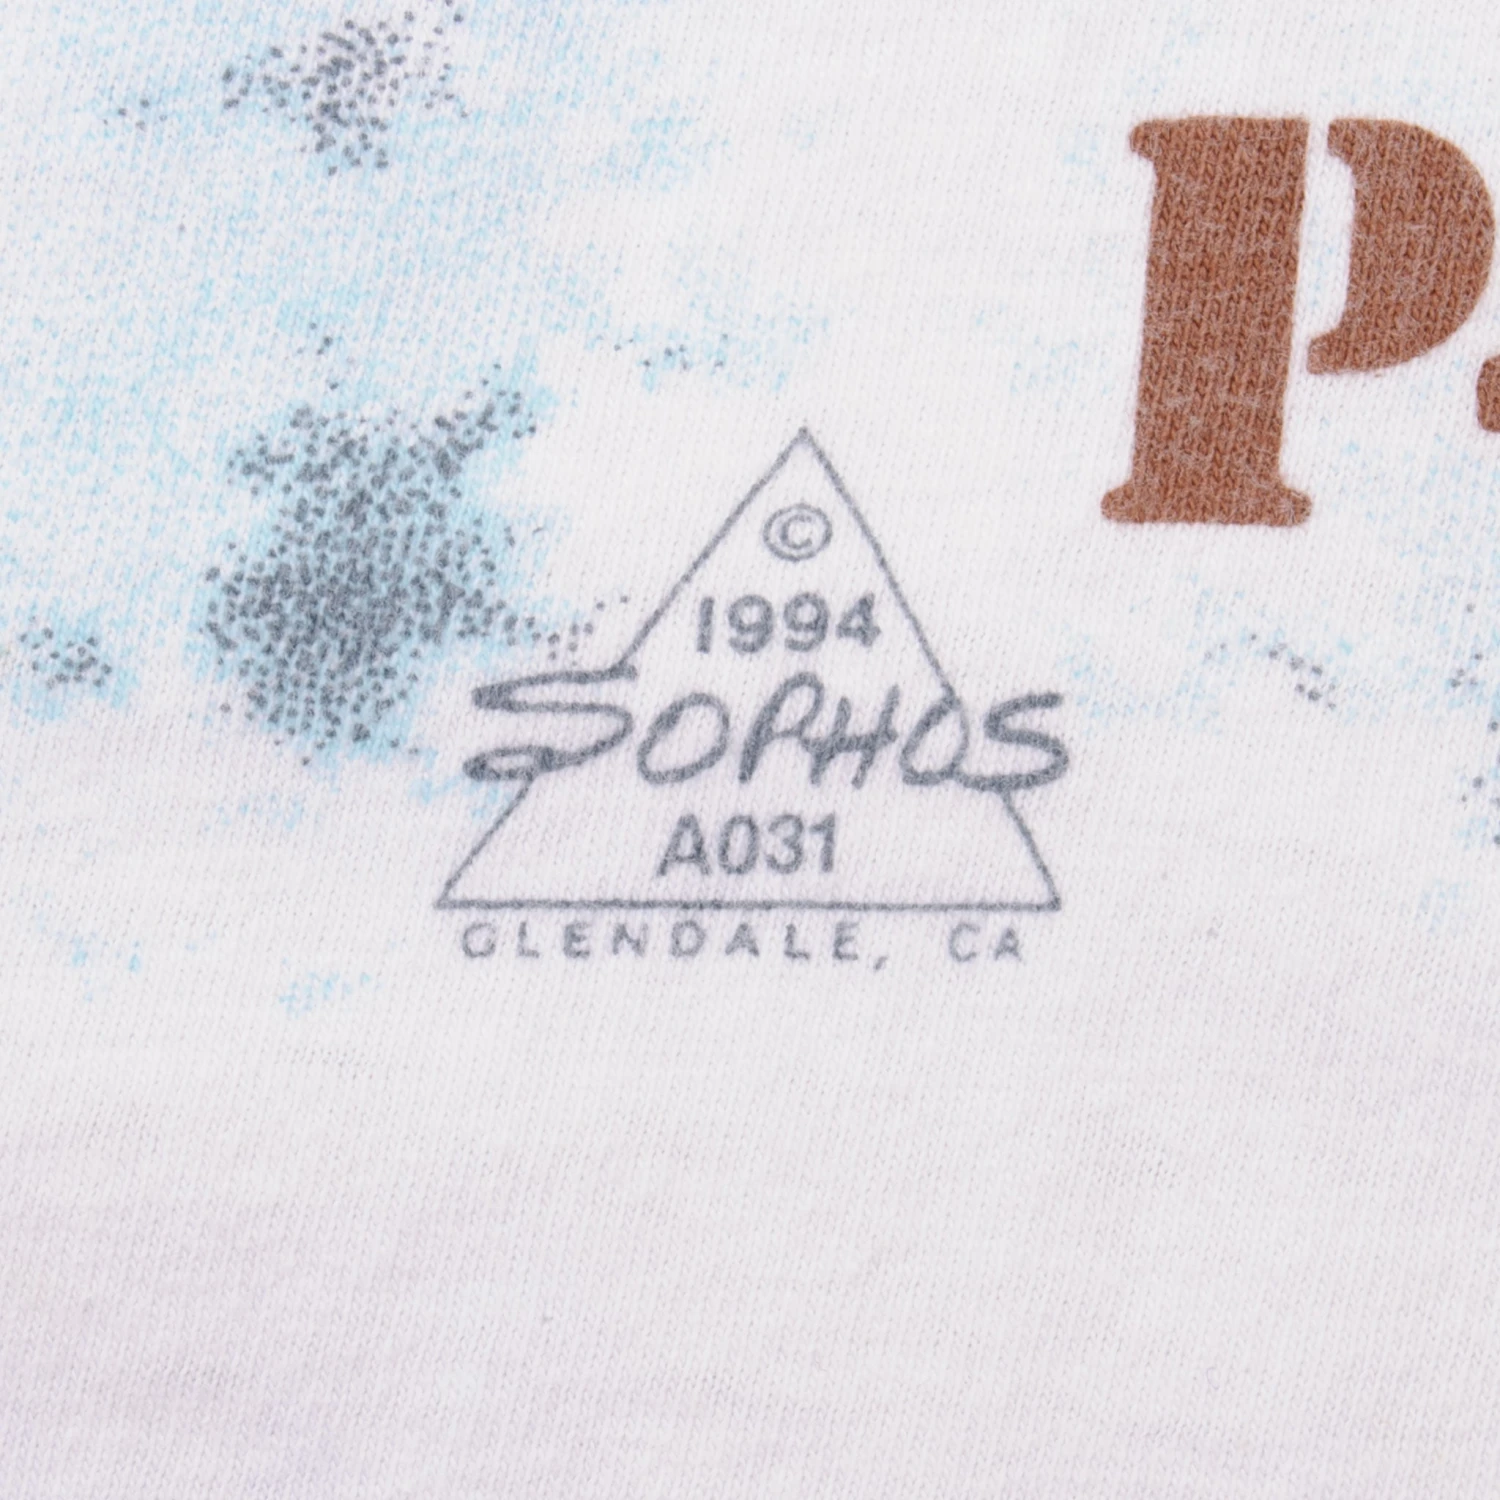 P.
©
1994
SOPHOS
A031
GLENDALE, CA